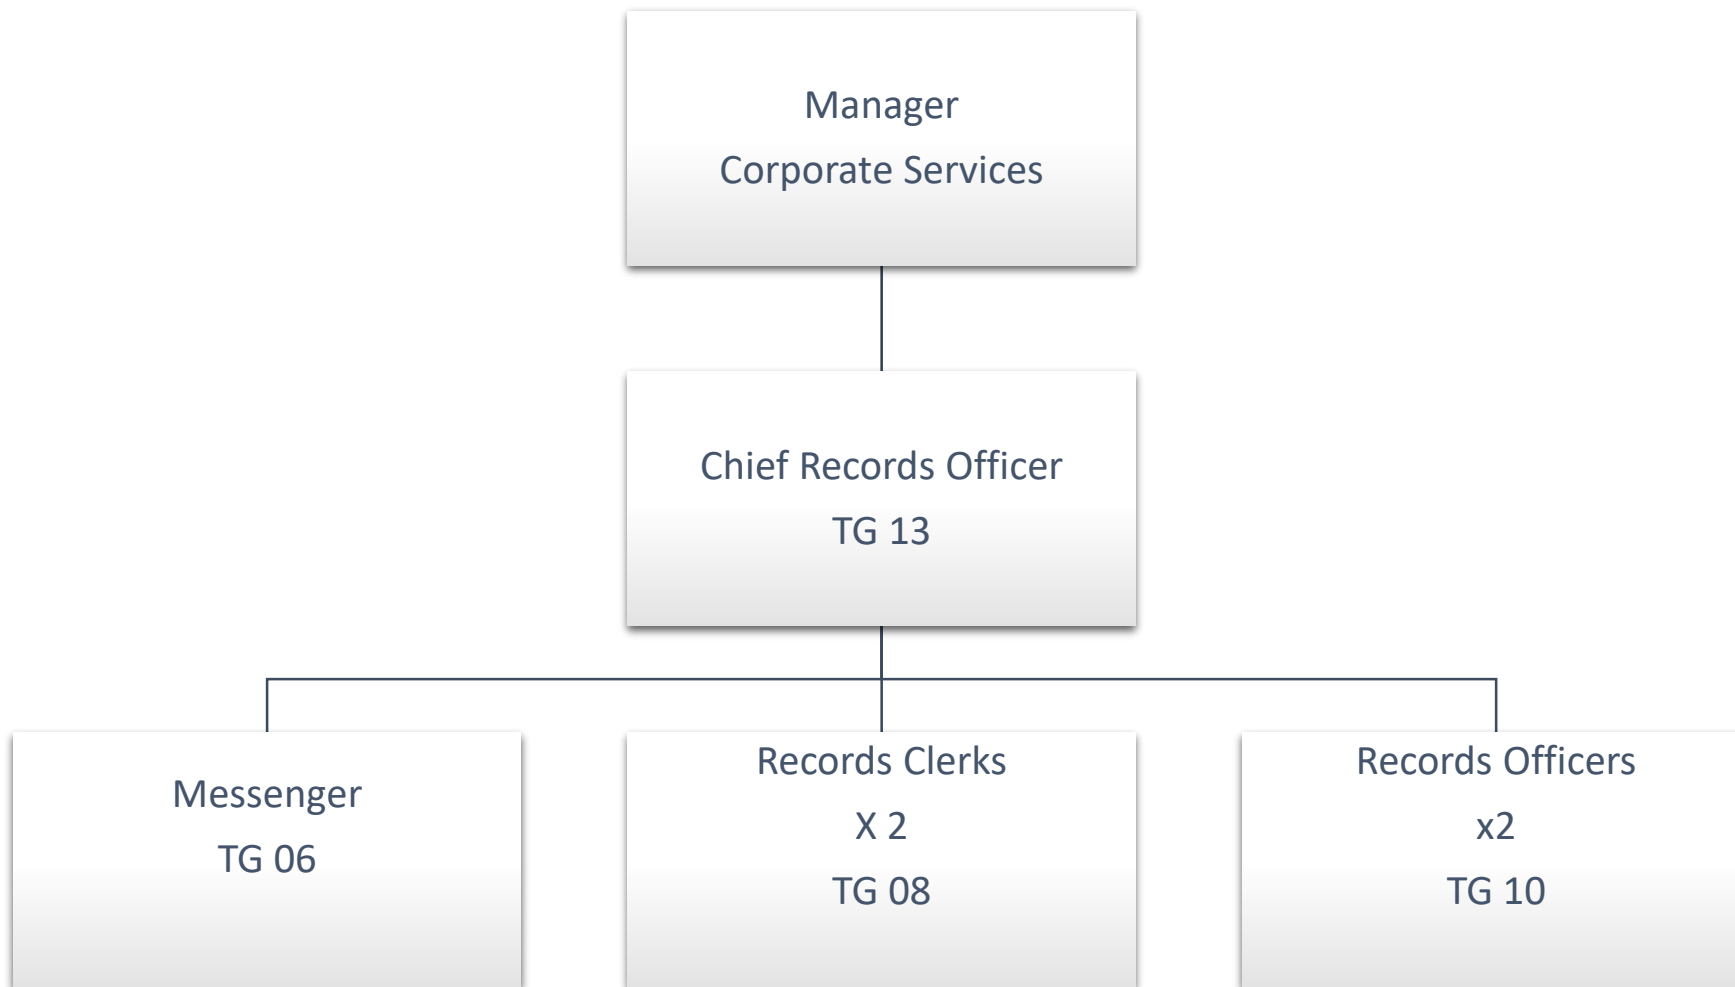 Manager
Corporate Services
Chief Records Officer
TG 13
Messenger
TG 06
Records Clerks
X 2
TG 08
Records Officers
x2
TG 10